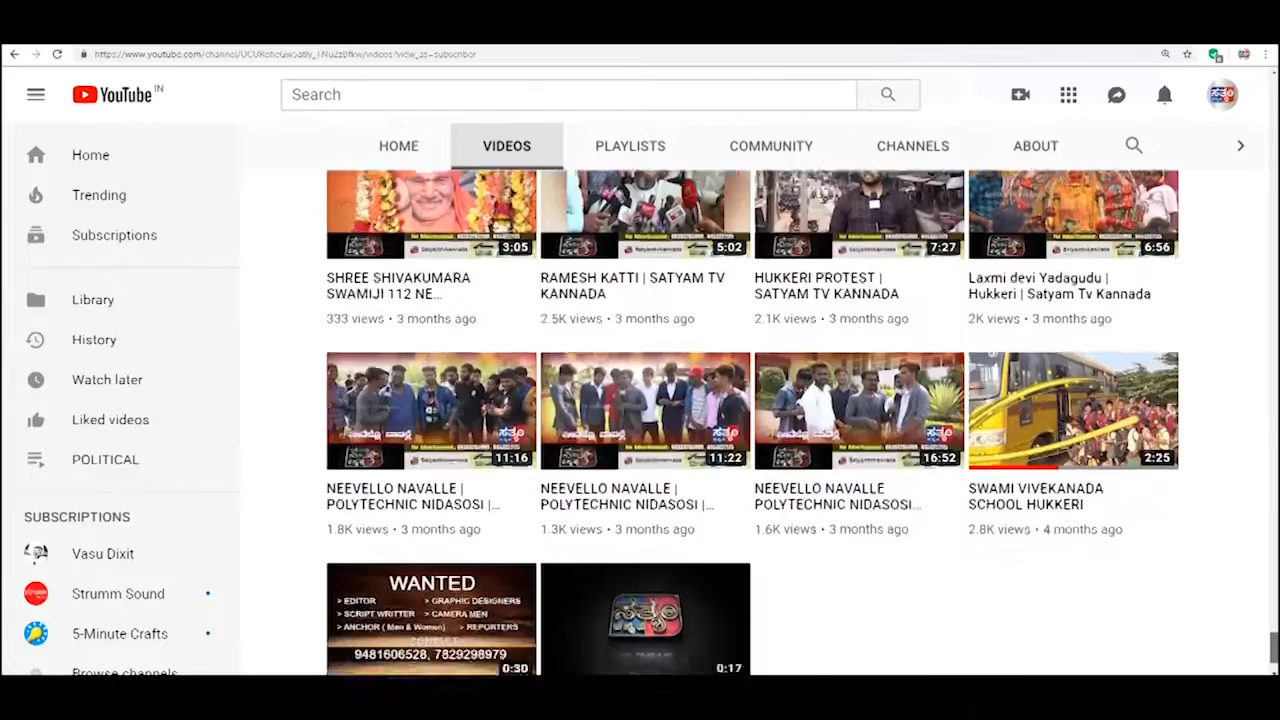 YouTube IN
Search
HOME
VIDEOS
PLAYLISTS
COMMUNITY
CHANNELS
ABOUT
Home
Trending
Subscriptions
Library
History
Watch later
Liked videos
POLITICAL
SUBSCRIPTIONS
Vasu Dixit
Strumm Sound
5-Minute Crafts
Browse channels
3:05
SHREE SHIVAKUMARA
SWAMIJI 112 NE...
333 views • 3 months ago
5:02
RAMESH KATTI | SATYAM TV
KANNADA
2.5K views • 3 months ago
7:27
HUKKERI PROTEST |
SATYAM TV KANNADA
2.1K views • 3 months ago
6:56
Laxmi devi Yadagudu |
Hukkeri | Satyam Tv Kannada
2K views • 3 months ago
ಸತ್ಯಂ
11:16
NEEVELLO NAVALLE |
POLYTECHNIC NIDASOSI |...
1.8K views • 3 months ago
ಸತ್ಯಂ
11:22
NEEVELLO NAVALLE |
POLYTECHNIC NIDASOSI |...
1.3K views • 3 months ago
ಸತ್ಯಂ
16:52
NEEVELLO NAVALLE
POLYTECHNIC NIDASOSI...
1.6K views • 3 months ago
2:25
SWAMI VIVEKANADA
SCHOOL HUKKERI
2.8K views • 4 months ago
WANTED
> EDITOR > GRAPHIC DESIGNERS
> SCRIPT WRITTER > CAMERA MEN
> ANCHOR ( Man & Women) > REPORTERS
CONTACT
9481606528, 7829298979
0:30
0:17